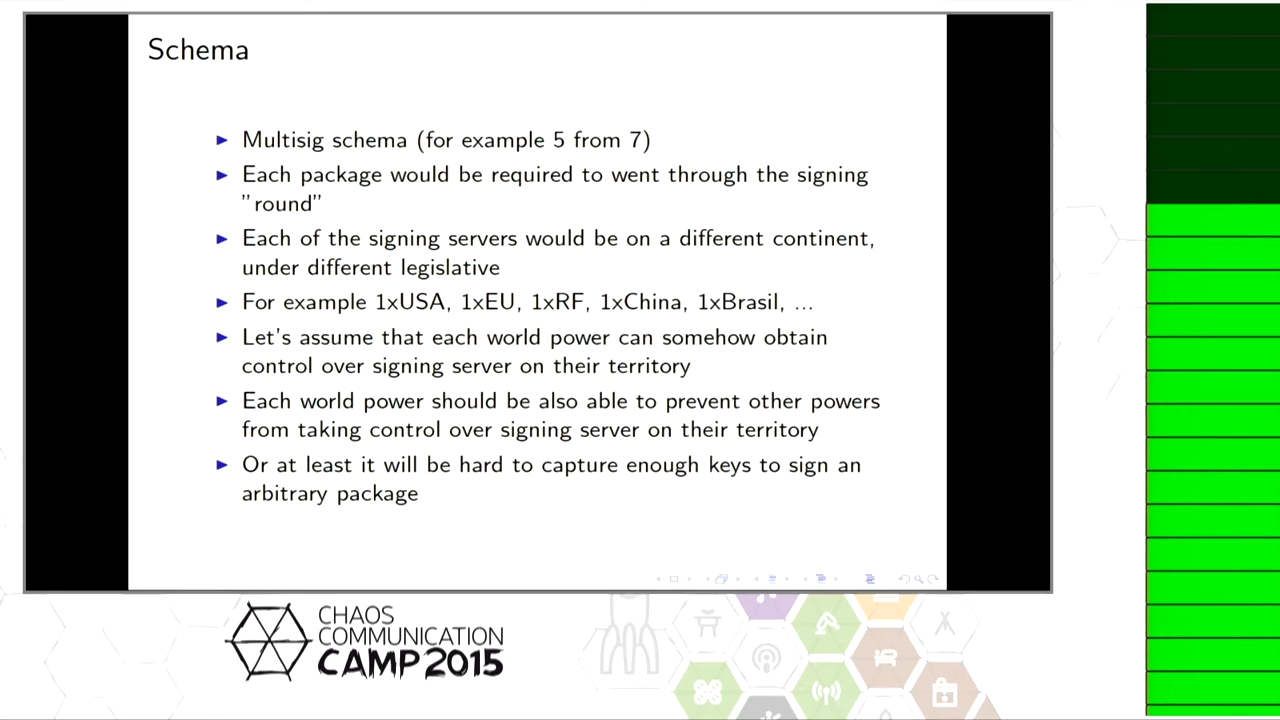 Schema
► Multisig schema (for example 5 from 7)
► Each package would be required to went through the signing
"round"
► Each of the signing servers would be on a different continent,
under different legislative
► For example 1xUSA, 1xEU, 1xRF, 1xChina, 1xBrasil, ...
► Let's assume that each world power can somehow obtain
control over signing server on their territory
► Each world power should be also able to prevent other powers
from taking control over signing server on their territory
► Or at least it will be hard to capture enough keys to sign an
arbitrary package
CHAOS
COMMUNICATION
CAMP 2015